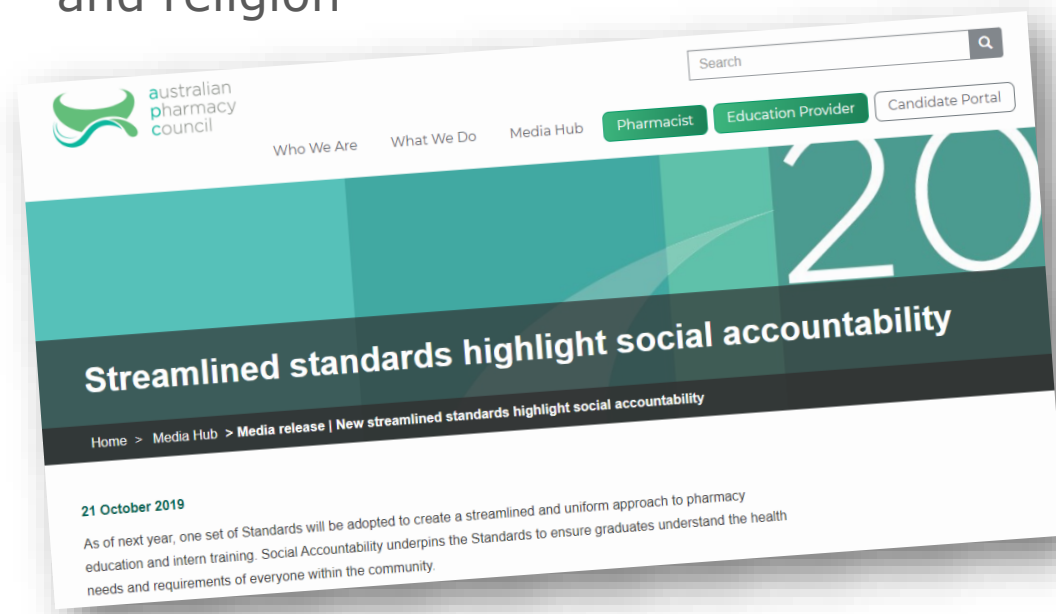 and religion
australian
pharmacy
council
Search
Who We Are What We Do Media Hub Pharmacist Education Provider Candidate Portal
20
Streamlined standards highlight social accountability
Home > Media Hub > Media release | New streamlined standards highlight social accountability
21 October 2019
As of next year, one set of Standards will be adopted to create a streamlined and uniform approach to pharmacy
education and intern training. Social Accountability underpins the Standards to ensure graduates understand the health
needs and requirements of everyone within the community.